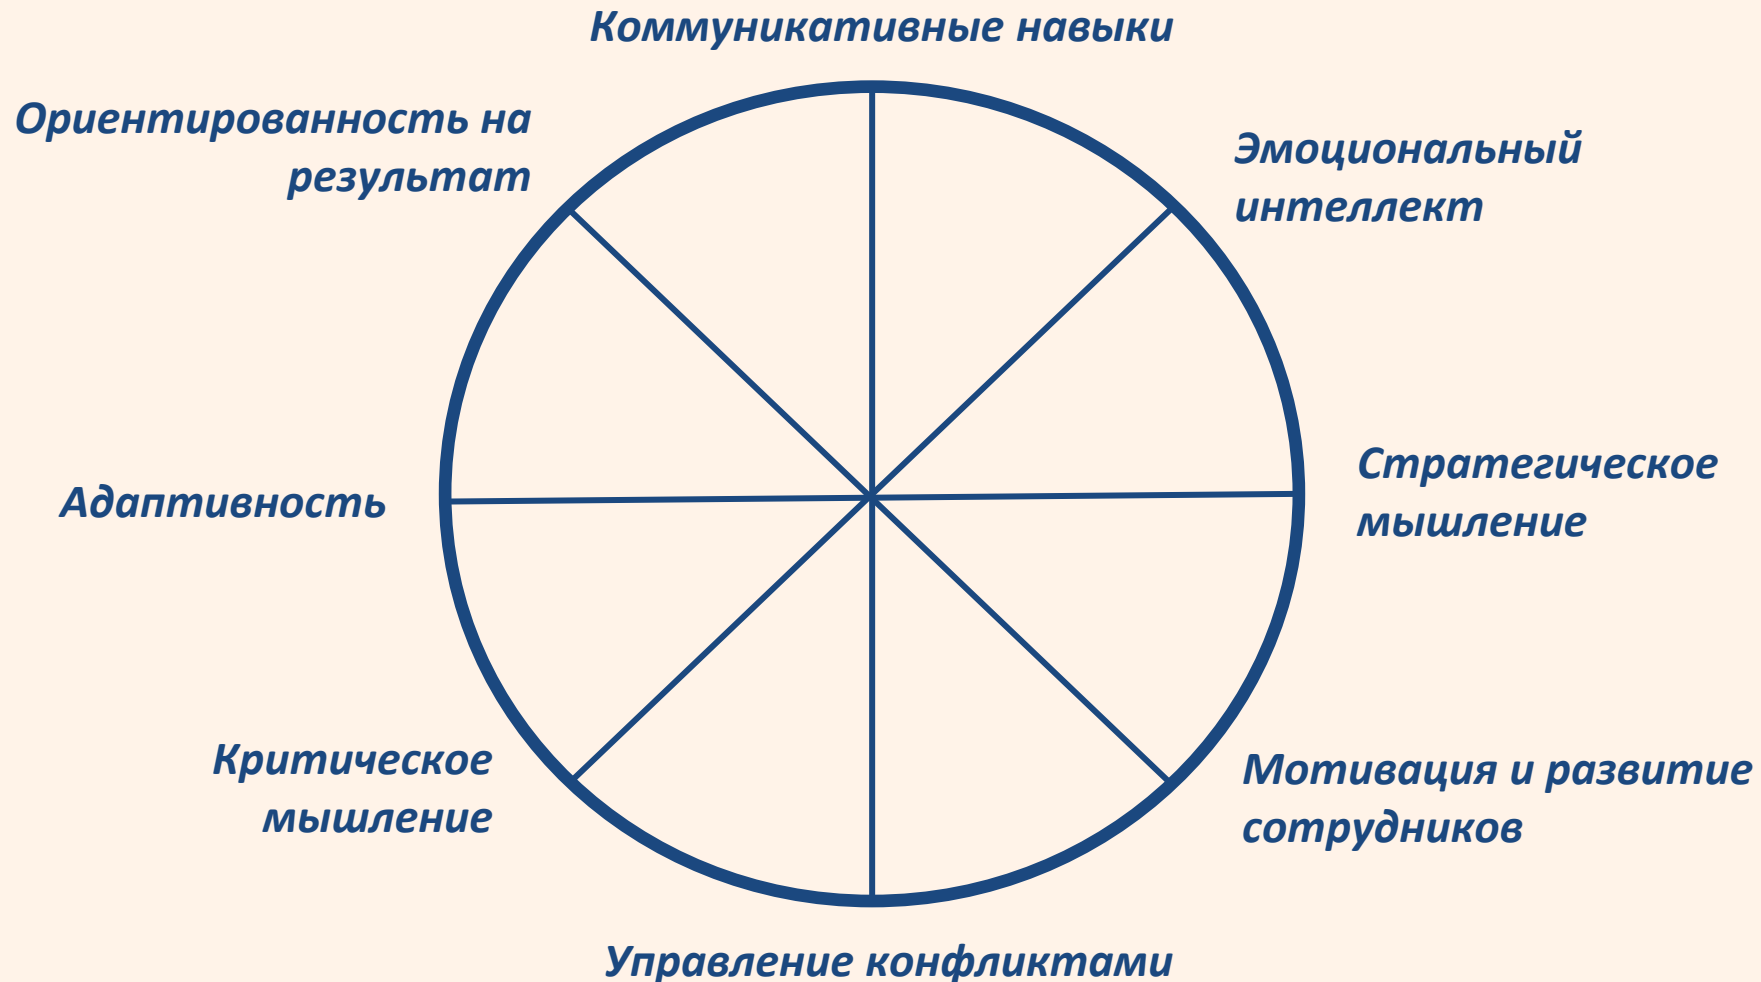 Коммуникативные навыки
Ориентированность на
результат
Эмоциональный
интеллект
Стратегическое
мышление
Адаптивность
Критическое
мышление
Мотивация и развитие
сотрудников
Управление конфликтами